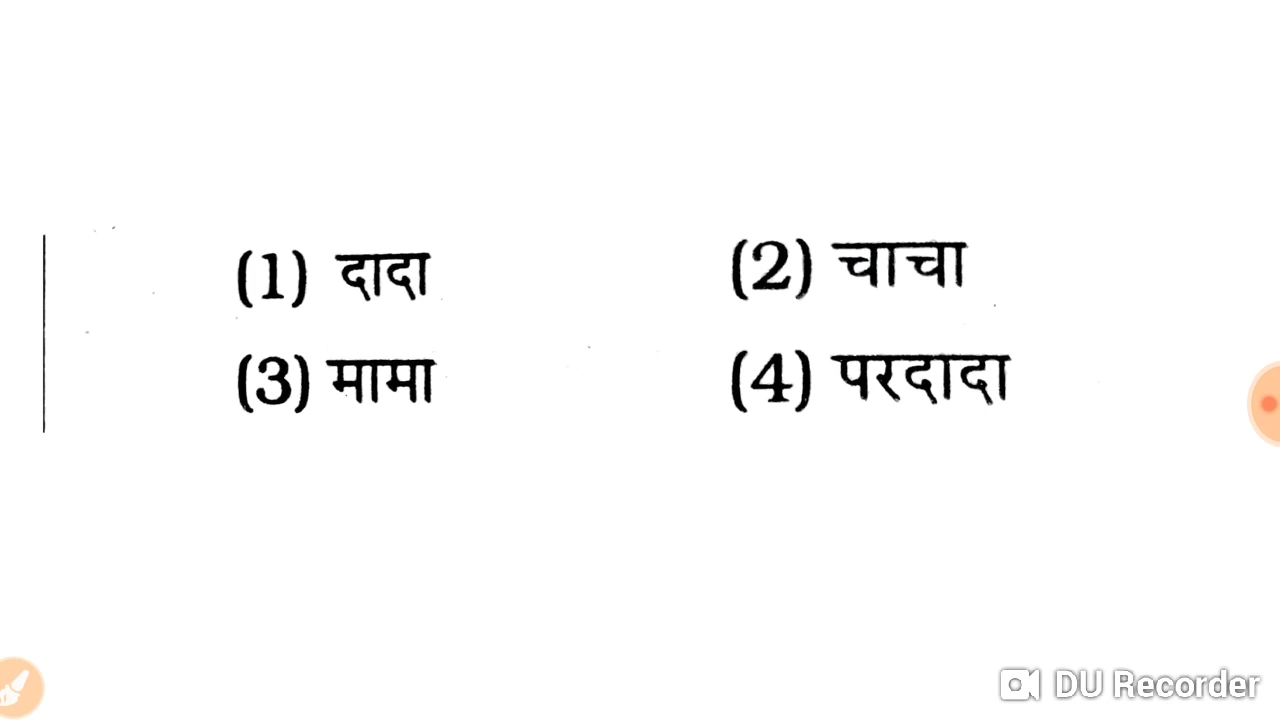 (1) दादा (2) चाचा
(3) मामा (4) परदादा
DU Recorder